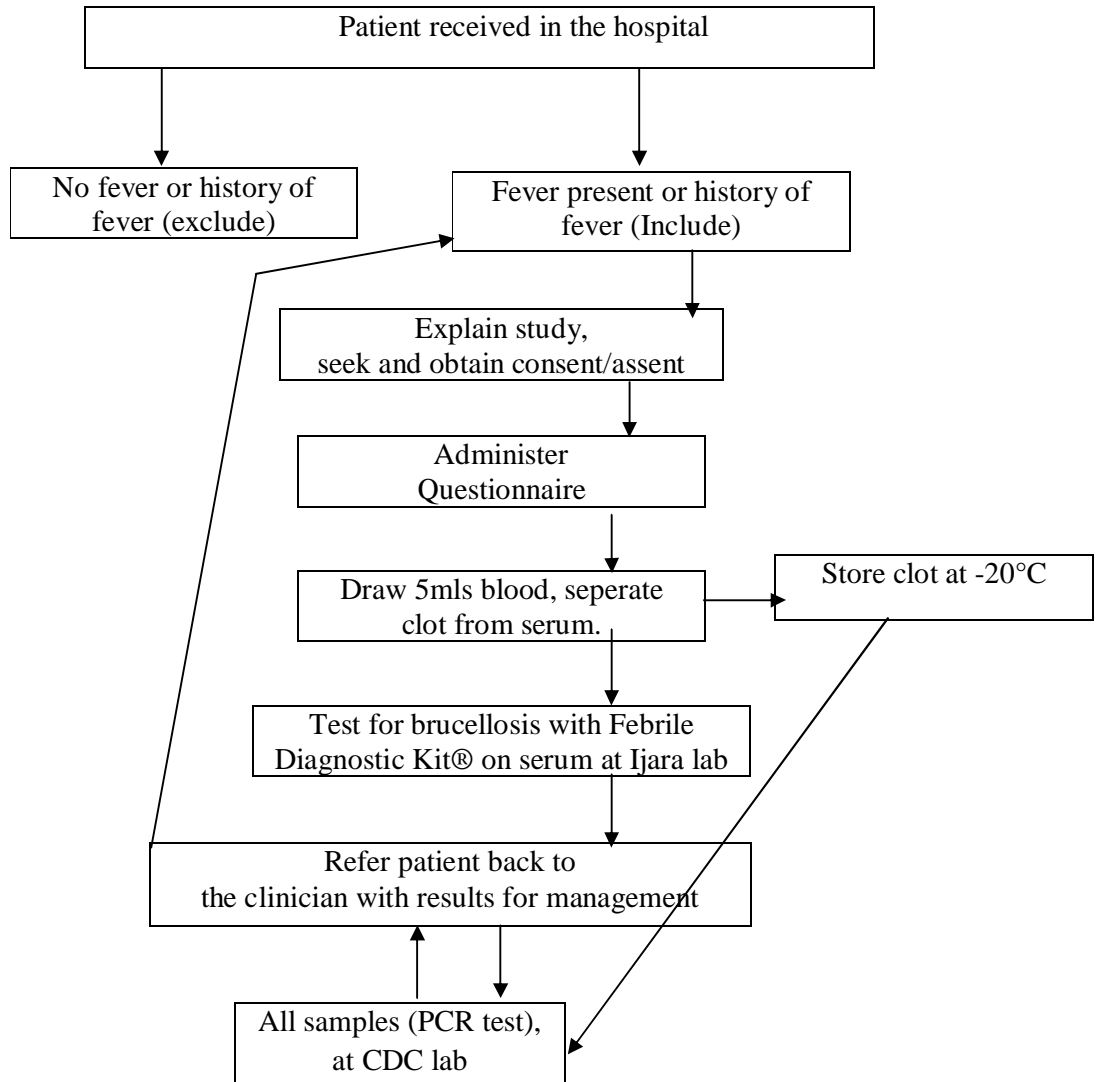 Patient received in the hospital
No fever or history of
fever (exclude)
Fever present or history of
fever (Include)
Explain study,
seek and obtain consent/assent
Administer
Questionnaire
Draw 5mls blood, seperate
clot from serum.
Store clot at -20°C
Test for brucellosis with Febrile
Diagnostic Kit® on serum at Ijara lab
Refer patient back to
the clinician with results for management
All samples (PCR test),
at CDC lab